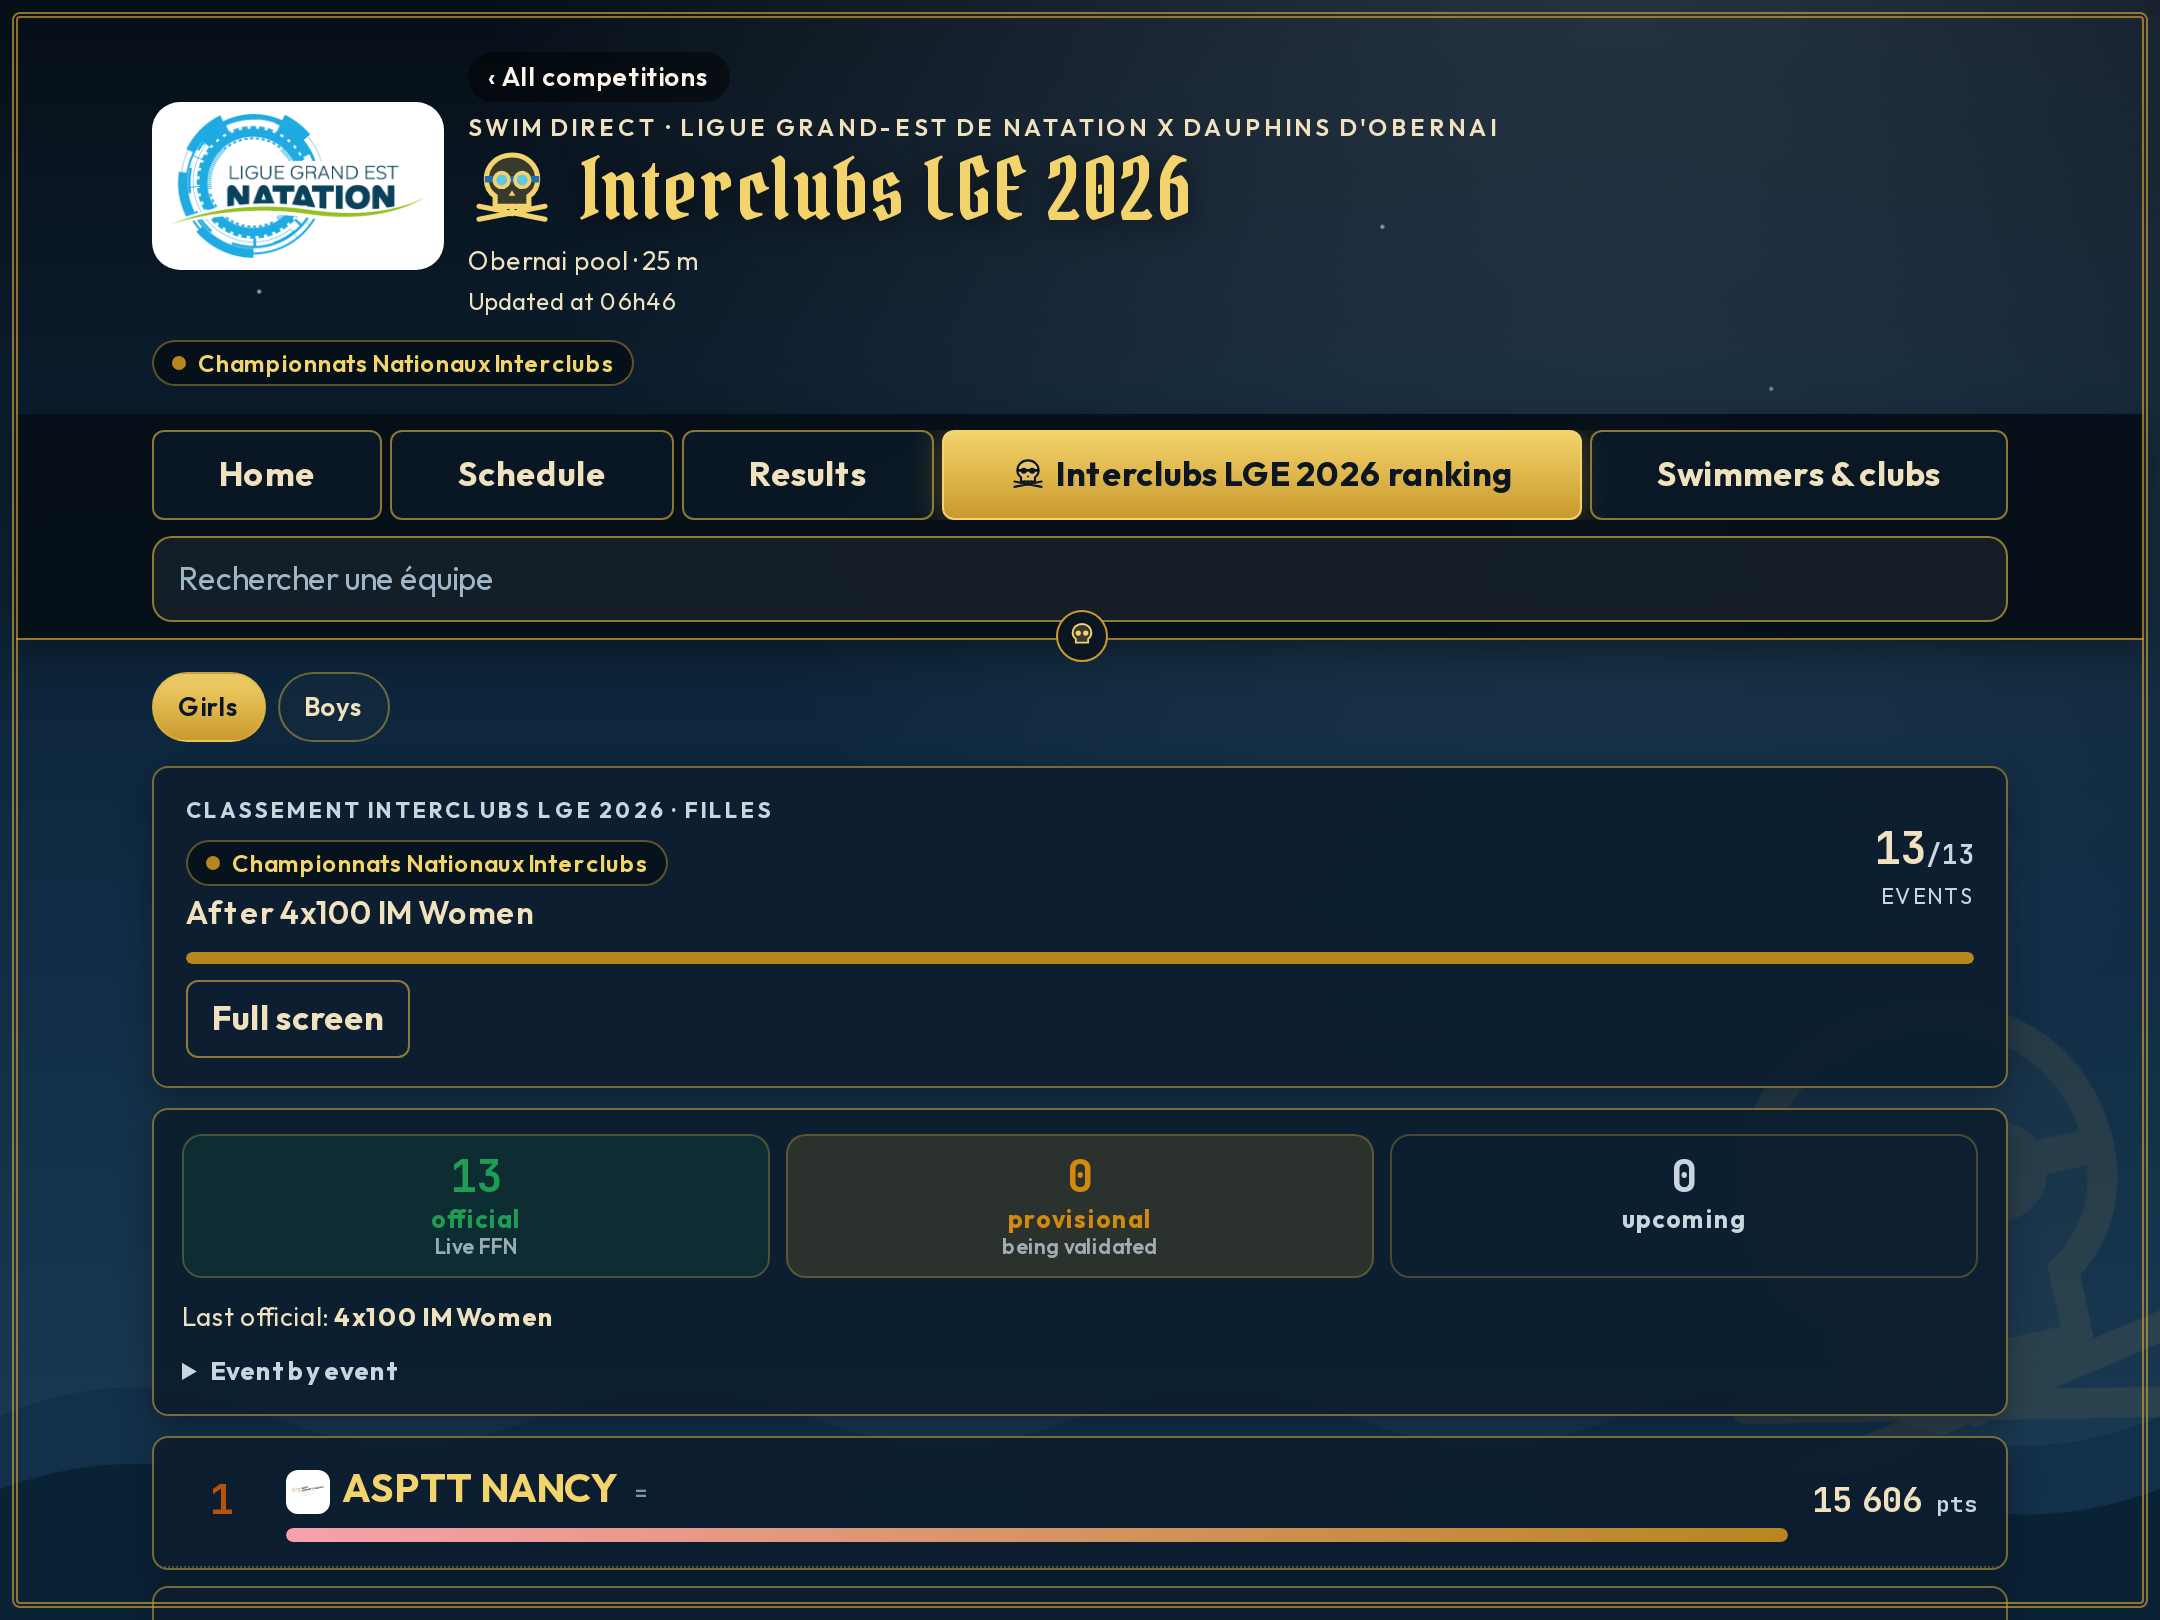 ‹ All competitions
SWIM DIRECT · LIGUE GRAND-EST DE NATATION X DAUPHINS D'OBERNAI
LIGUE GRAND EST
NATATION
Interclubs LGE 2026
Obernai pool · 25 m
Updated at 06h46
Championnats Nationaux Interclubs
Home
Schedule
Results
Interclubs LGE 2026 ranking
Swimmers & clubs
Rechercher une équipe
Girls
Boys
CLASSEMENT INTERCLUBS LGE 2026 · FILLES
Championnats Nationaux Interclubs
After 4x100 IM Women
13/13
EVENTS
Full screen
13
official
Live FFN
0
provisional
being validated
0
upcoming
Last official: 4x100 IM Women
▶ Event by event
1
ASPTT NANCY =
15 606 pts